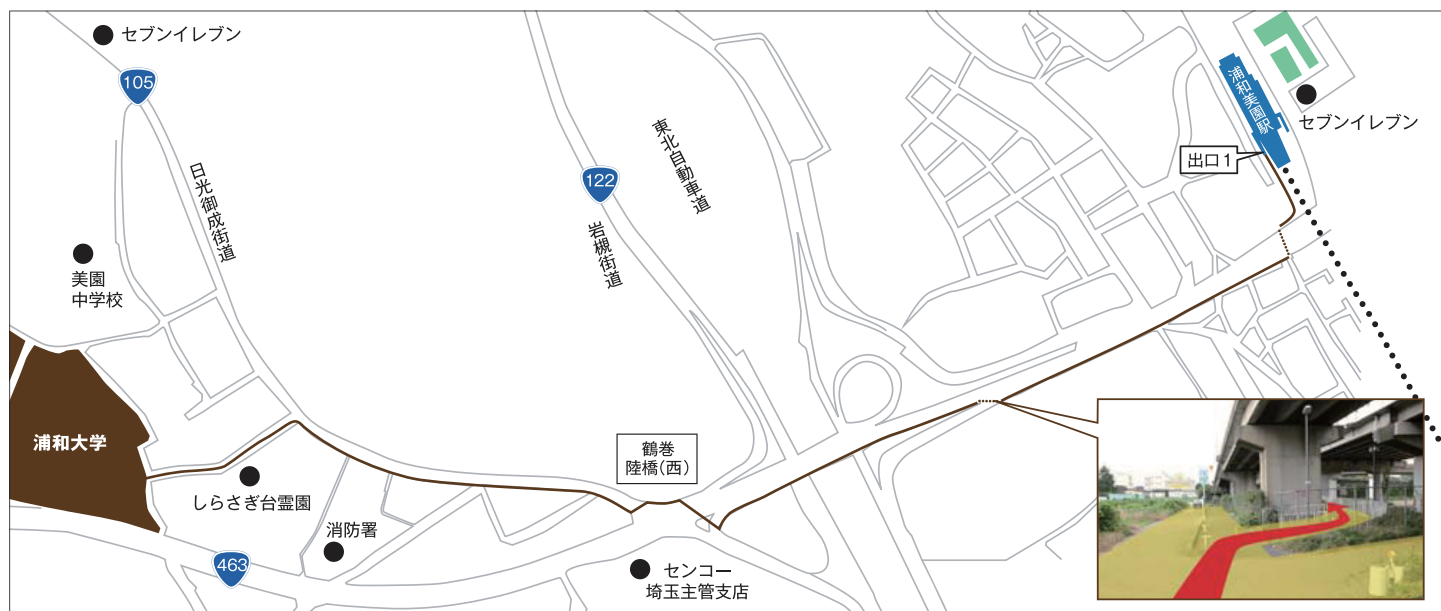 セブンイレブン
105
日光御成街道
122
岩槻街道
東北自動車道
浦和美園駅
セブンイレブン
出口1
美園
中学校
浦和大学
しらさぎ台霊園
消防署
463
鶴巻
陸橋(西)
センコー
埼玉主管支店